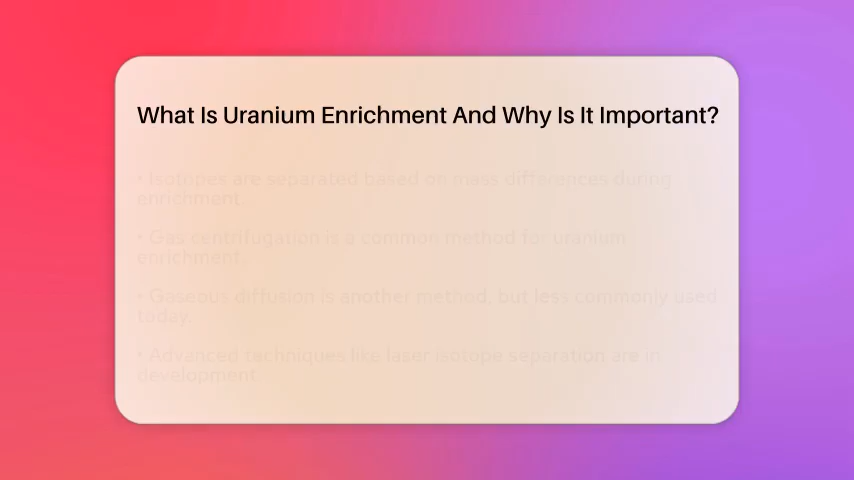 What Is Uranium Enrichment And Why Is It Important?
• Isotopes are separated based on mass differences during
enrichment.
• Gas centrifugation is a common method for uranium
enrichment.
• Gaseous diffusion is another method, but less commonly used
today.
• Advanced techniques like laser isotope separation are in
development.